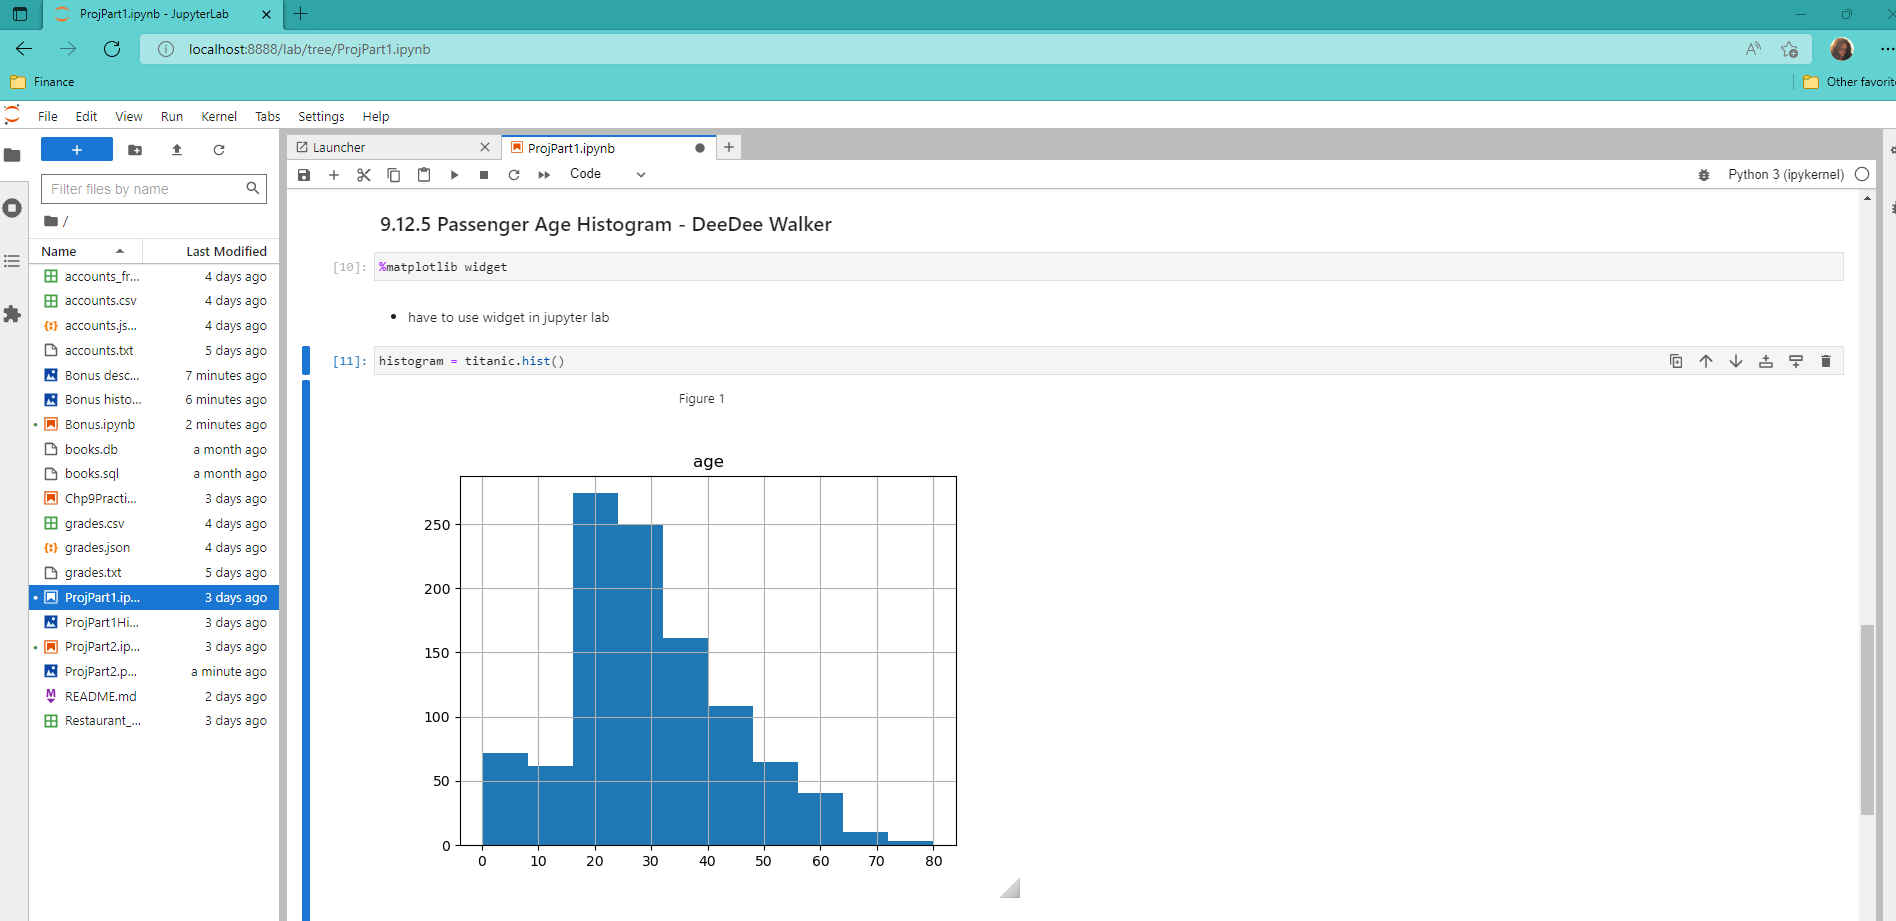 ProjPart1.ipynb - JupyterLab
localhost:8888/lab/tree/ProjPart1.ipynb
Finance
Other favorit
File Edit View Run Kernel Tabs Settings Help
Launcher
ProjPart1.ipynb
Filter files by name
Code
Python 3 (ipykernel)
/
Name Last Modified
accounts_fr... 4 days ago
accounts.csv 4 days ago
accounts.js... 4 days ago
accounts.txt 5 days ago
Bonus desc... 7 minutes ago
Bonus histo... 6 minutes ago
Bonus.ipynb 2 minutes ago
books.db a month ago
books.sql a month ago
Chp9Practi... 3 days ago
grades.csv 4 days ago
grades.json 4 days ago
grades.txt 5 days ago
ProjPart1.ip... 3 days ago
ProjPart1Hi... 3 days ago
ProjPart2.ip... 3 days ago
ProjPart2.p... a minute ago
README.md 2 days ago
Restaurant_... 3 days ago
9.12.5 Passenger Age Histogram - DeeDee Walker
[10]: %matplotlib widget
• have to use widget in jupyter lab
[11]: histogram = titanic.hist()
Figure 1
age
250
200
150
100
50
0
0 10 20 30 40 50 60 70 80